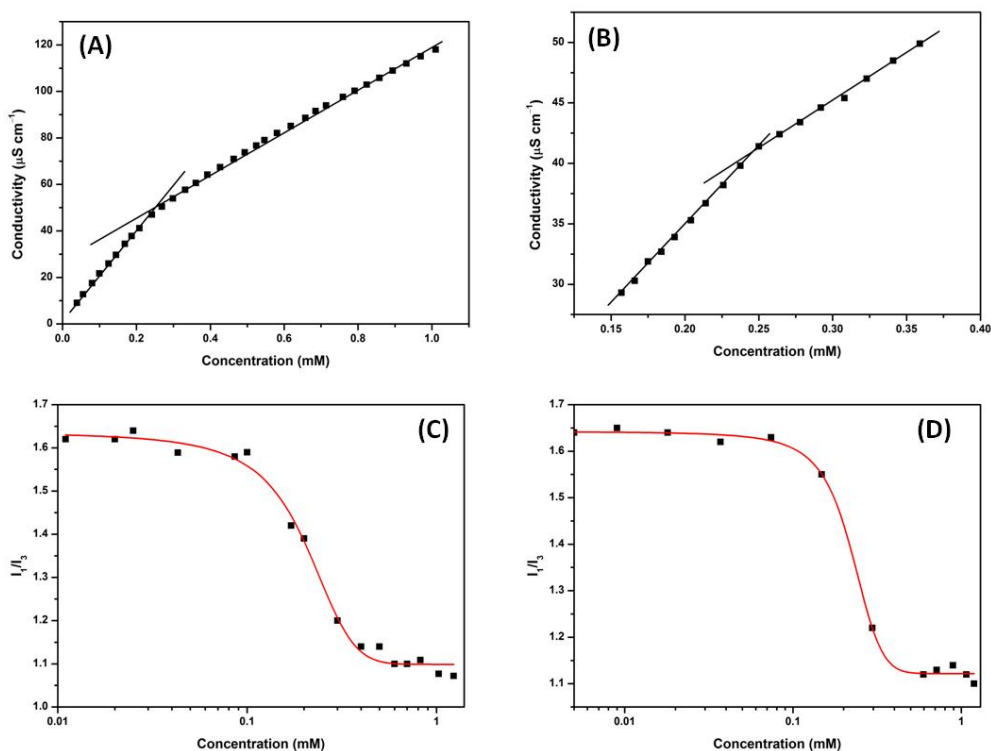 (A)
Conductivity (μS cm⁻¹)
120
100
80
60
40
20
0
0.0 0.2 0.4 0.6 0.8 1.0
Concentration (mM)
(B)
Conductivity (μS cm⁻¹)
50
45
40
35
30
0.15 0.20 0.25 0.30 0.35 0.40
Concentration (mM)
(C)
I₁/I₃
1.7
1.6
1.5
1.4
1.3
1.2
1.1
1.0
0.01 0.1 1
Concentration (mM)
(D)
I₁/I₃
1.7
1.6
1.5
1.4
1.3
1.2
1.1
0.01 0.1 1
Concentration (mM)